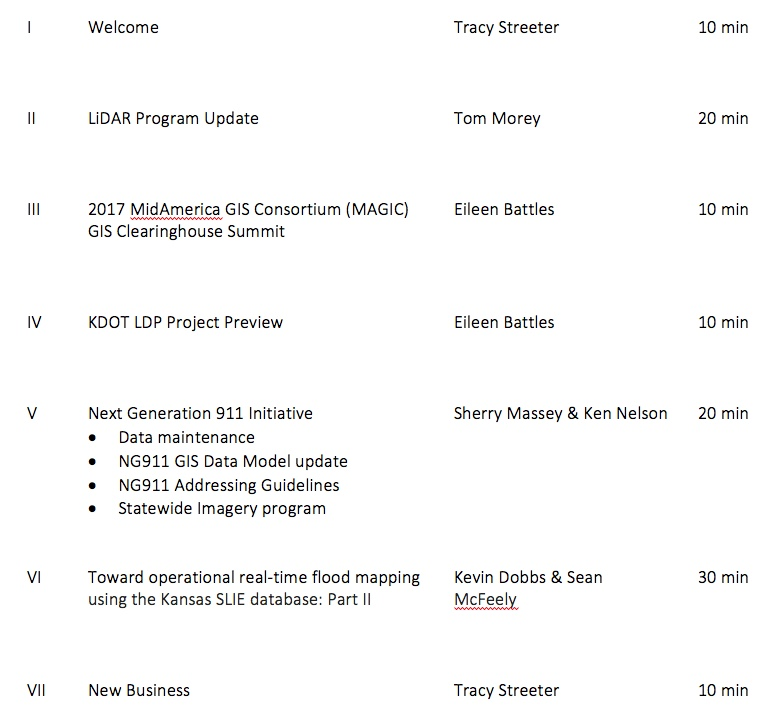 I Welcome Tracy Streeter 10 min
II LiDAR Program Update Tom Morey 20 min
III 2017 MidAmerica GIS Consortium (MAGIC) Eileen Battles 10 min
GIS Clearinghouse Summit
IV KDOT LDP Project Preview Eileen Battles 10 min
V Next Generation 911 Initiative Sherry Massey & Ken Nelson 20 min
• Data maintenance
• NG911 GIS Data Model update
• NG911 Addressing Guidelines
• Statewide Imagery program
VI Toward operational real-time flood mapping Kevin Dobbs & Sean 30 min
using the Kansas SLIE database: Part II McFeely
VII New Business Tracy Streeter 10 min